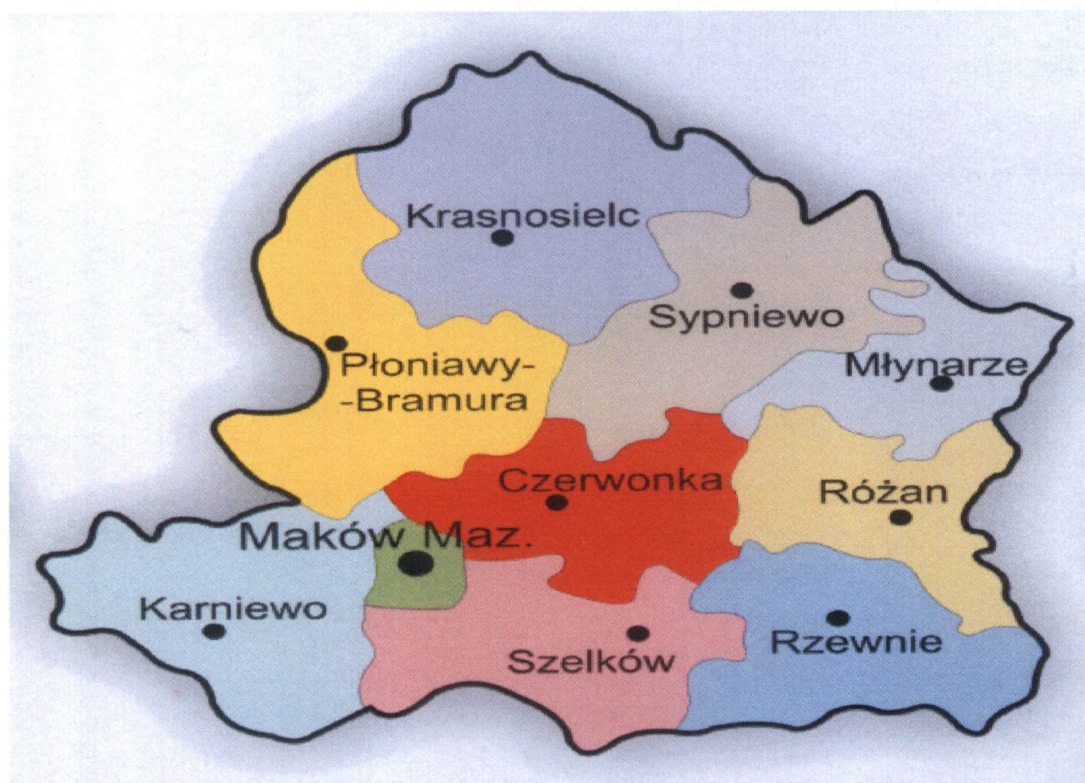 Krasnosielc
Sypniewo
Płoniawy-
-Bramura
Młynarze
Czerwonka
Różan
Maków Maz.
Karniewo
Szelków
Rzewnie